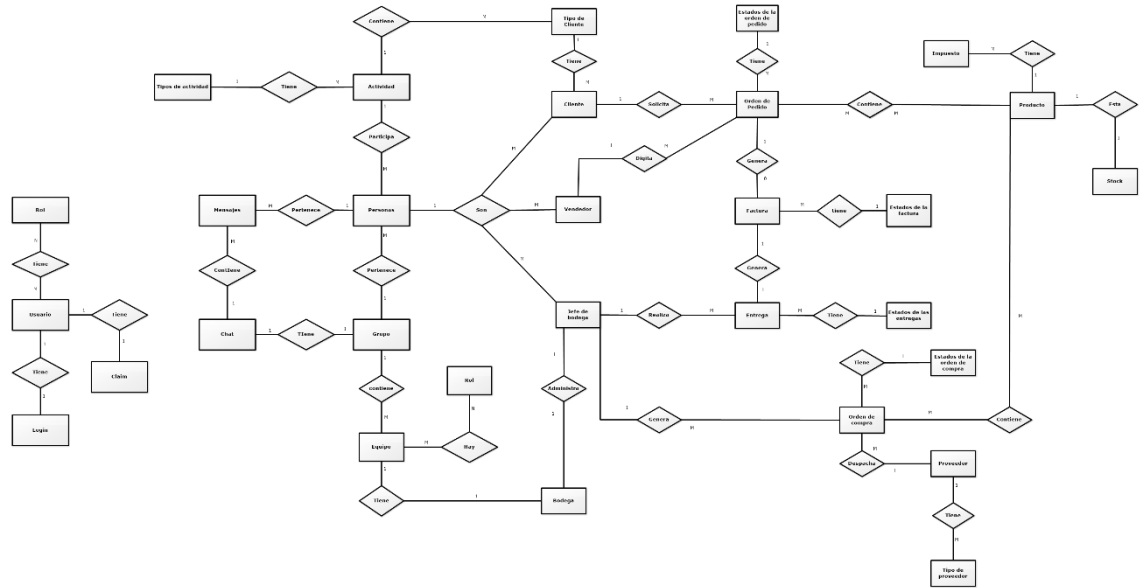 Contiene
Tipo de
Cliente
Estados de la
orden de
pedido
Impuesto
Tiene
Tiene
Tiene
Tipos de actividad
Tiene
Actividad
Cliente
Solicita
Orden de
Pedido
Contiene
Producto
Esta
Participa
Digita
Genera
Stock
Rol
Mensajes
Pertenece
Personas
Son
Vendedor
Factura
tiene
Estados de la
factura
Tiene
Contiene
Pertenece
Genera
Usuario
Tiene
Jefe de
bodega
Realiza
Entrega
Tiene
Estados de las
entregas
Chat
Tiene
Grupo
Tiene
Claim
contiene
Rol
Administra
Tiene
Estados de la
orden de
compra
Genera
Orden de
compra
Contiene
Login
Equipo
Hay
Despacha
Proveedor
Tiene
Bodega
Tiene
Tipo de
proveedor